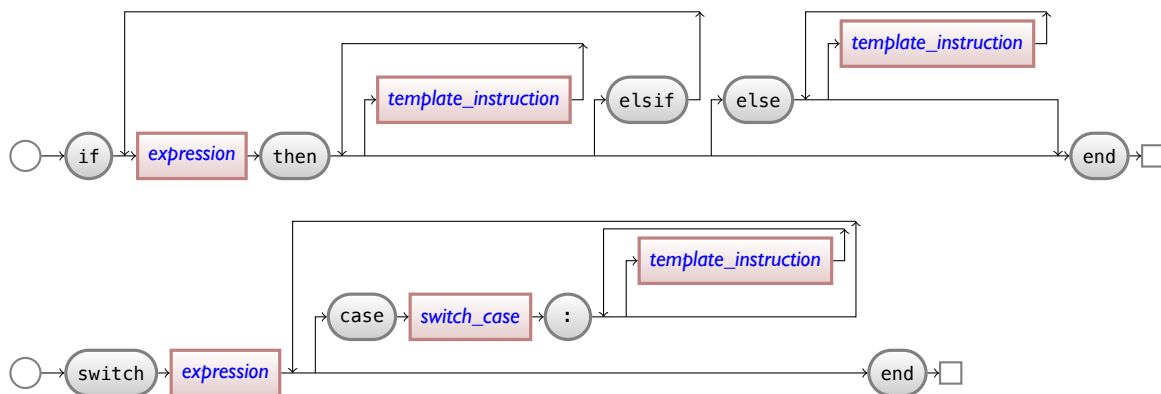 template_instruction
template_instruction elsif else
if expression then end
template_instruction
case switch_case :
switch expression end